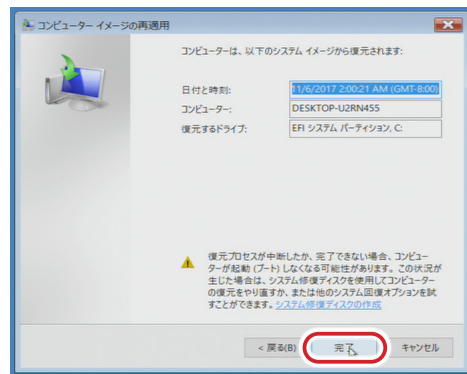 コンピューター イメージの再適用
コンピューターは、以下のシステム イメージから復元されます:
日付と時刻: 11/6/2017 2:00:21 AM (GMT-8:00)
コンピューター: DESKTOP-U2RN455
復元するドライブ: EFI システム パーティション, C:
復元プロセスが中断したか、完了できない場合、コンピュー
ターが起動 (ブート) しなくなる可能性があります。この状況が
生じた場合は、システム修復ディスクを使用してコンピューター
の復元をやり直すか、または他のシステム回復オプションを試
すことができます。システム修復ディスクの作成
< 戻る(B) 完了 キャンセル